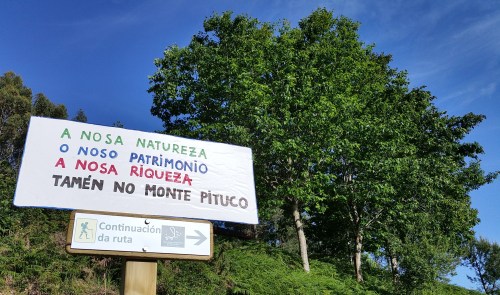 A NOSA NATUREZA
O NOSO PATRIMONIO
A NOSA RIQUEZA
TAMÉN NO MONTE PITUCO
Continuación
da ruta